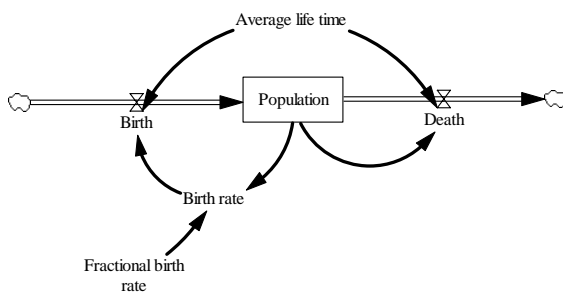 Average life time
Population
Birth
Death
Birth rate
Fractional birth
rate